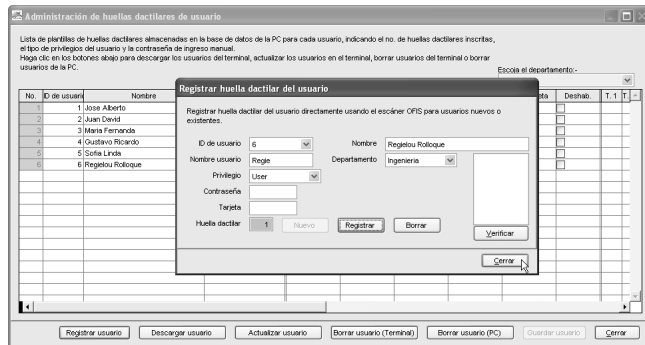 Administración de huellas dactilares de usuario
Lista de plantillas de huellas dactilares almacenadas en la base de datos de la PC para cada usuario, indicando el no. de huellas dactilares inscritas,
el tipo de privilegios del usuario y la contraseña de ingreso manual.
Haga clic en los botones abajo para descargar los usuarios del terminal, actualizar los usuarios en el terminal, borrar usuarios del terminal o borrar
usuarios de la PC.
Escoja el departamento:-
No. ID de usuari Nombre eta Deshab. T. 1 T.
1 1 Jose Alberto
2 2 Juan David
3 3 Maria Fernanda
4 4 Gustavo Ricardo
5 5 Sofia Linda
6 6 Regielou Rolloque
Registrar huella dactilar del usuario
Registrar huella dactilar del usuario directamente usando el escáner OFIS para usuarios nuevos o
existentes.
ID de usuario 6 Nombre Regielou Rolloque
Nombre usuario Regie Departamento Ingenieria
Privilegio User
Contraseña
Tarjeta
Huella dactilar 1 Nuevo Registrar Borrar
Verificar
Cerrar
Registrar usuario Descargar usuario Actualizar usuario Borrar usuario (Terminal) Borrar usuario (PC) Guardar usuario Cerrar